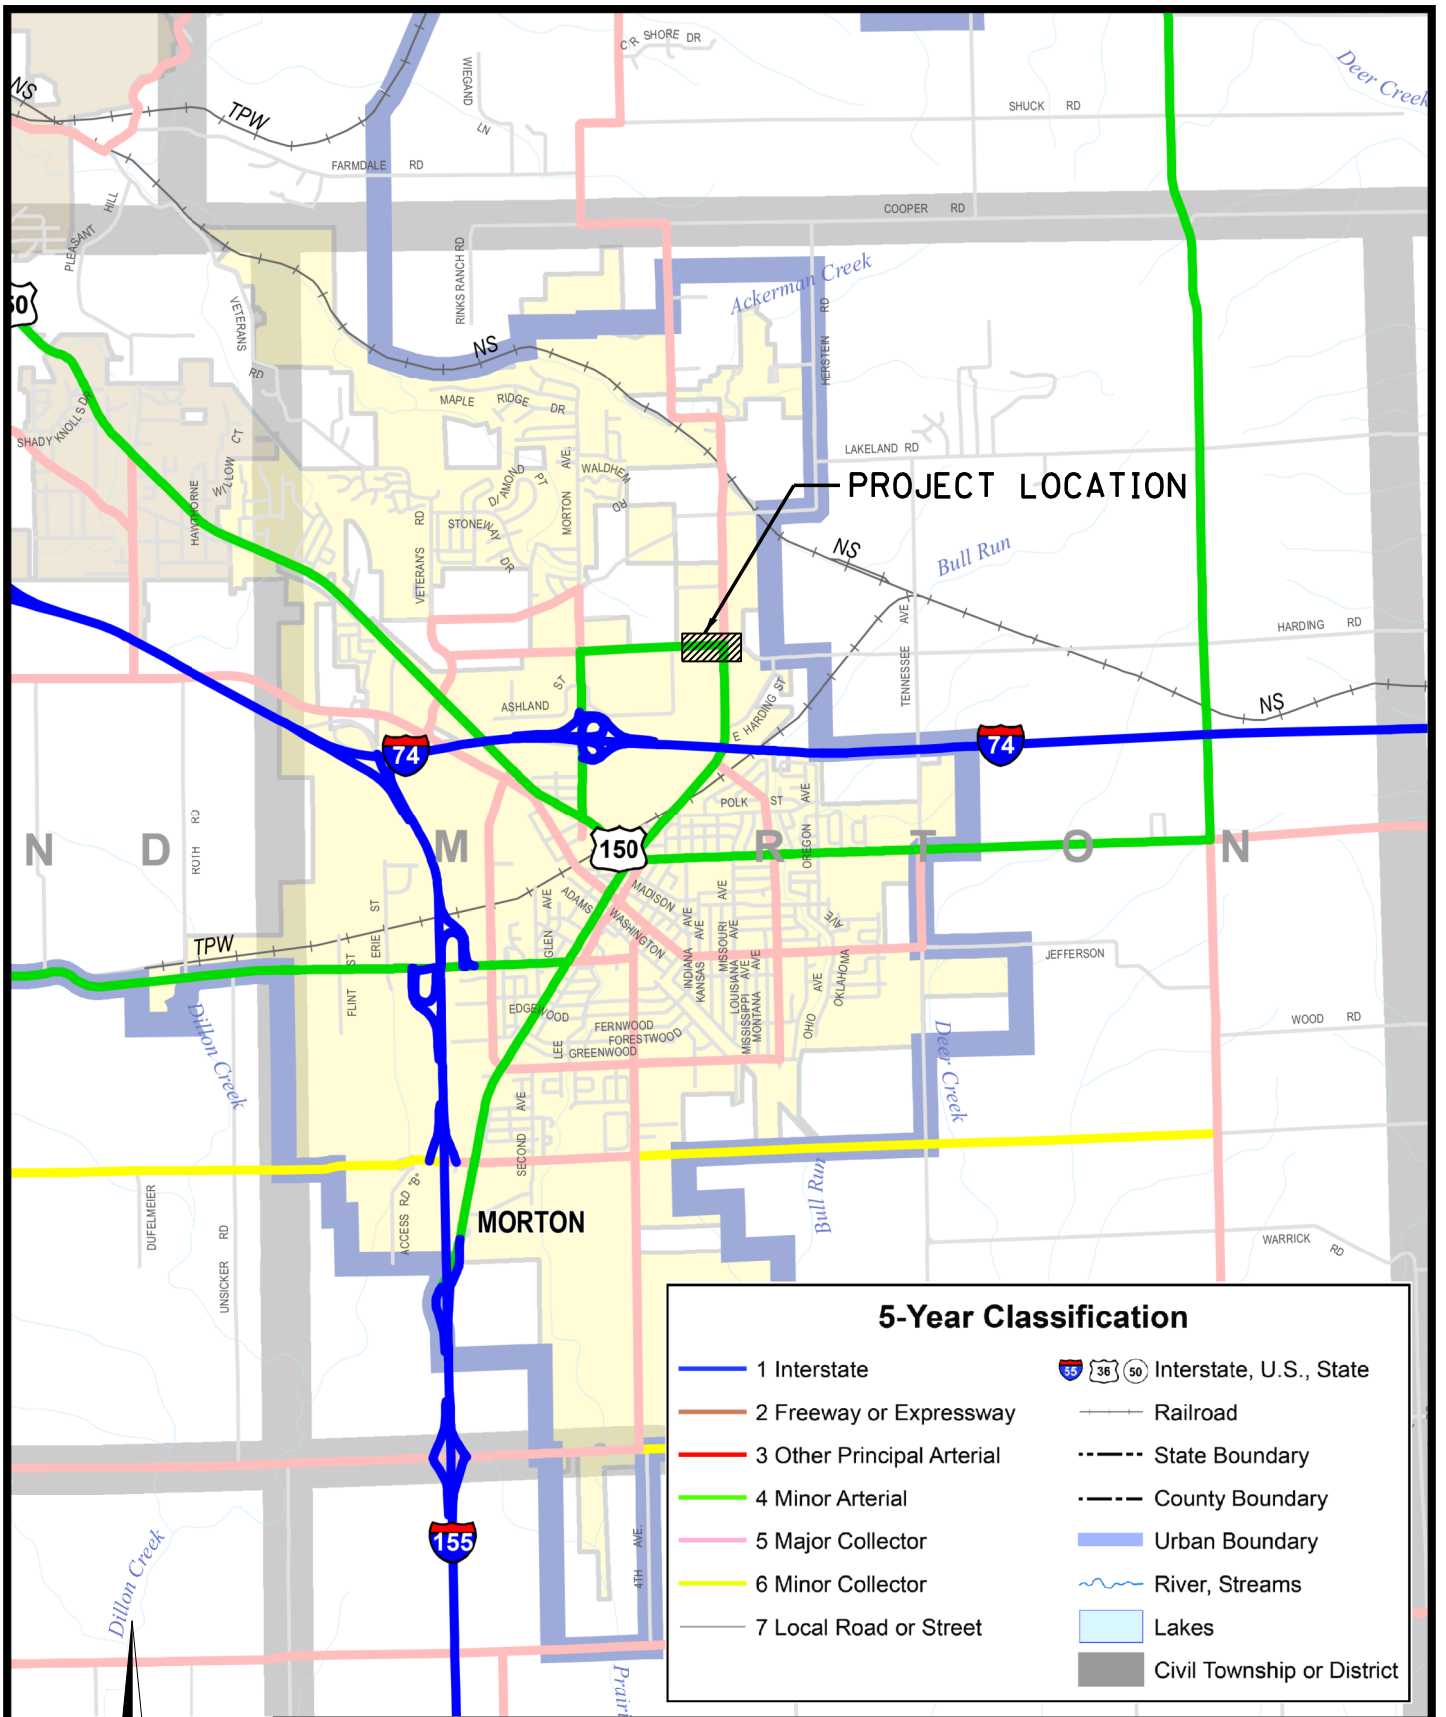 C'R SHORE DR
Deer Creek
NS
TPW
WIEGAND
LN
SHUCK RD
FARMDALE RD
PLEASANT HILL
COOPER RD
RINKS RANCH RD
Ackerman Creek
50
VETERANS RD
NS
HERSTEIN RD
MAPLE RIDGE DR
SHADY KNOLLS DR
WILLOW CT
LAKELAND RD
DIAMOND PT
MORTON AVE.
WALDHEM RD
PROJECT LOCATION
HAWTHORNE
VETERAN'S RD
STONEWAY DR
NS
Bull Run
TENNESSEE AVE
HARDING RD
ASHLAND ST
E HARDING ST
NS
74
74
POLK ST
OREGON AVE
ROTH RD
N D M R T O N
150
ERIE ST
GLEN AVE
ADAMS
MADISON
WASHINGTON
TPW
FLINT ST
INDIANA AVE
KANSAS AVE
MISSOURI AVE
LOUISIANA AVE
MISSISSIPPI AVE
MONTANA AVE
AVE
OHIO AVE
OKLAHOMA
JEFFERSON
EDGEWOOD
FERNWOOD
FORESTWOOD
LEE
GREENWOOD
WOOD RD
Dillon Creek
Deer Creek
SECOND AVE
DUFELMEIER
UNSICKER RD
ACCESS RD "B"
MORTON
Bull Run
WARRICK RD
155
4TH AVE.
Dillon Creek
Prairi
5-Year Classification
1 Interstate
2 Freeway or Expressway
3 Other Principal Arterial
4 Minor Arterial
5 Major Collector
6 Minor Collector
7 Local Road or Street
55 36 50 Interstate, U.S., State
Railroad
State Boundary
County Boundary
Urban Boundary
River, Streams
Lakes
Civil Township or District